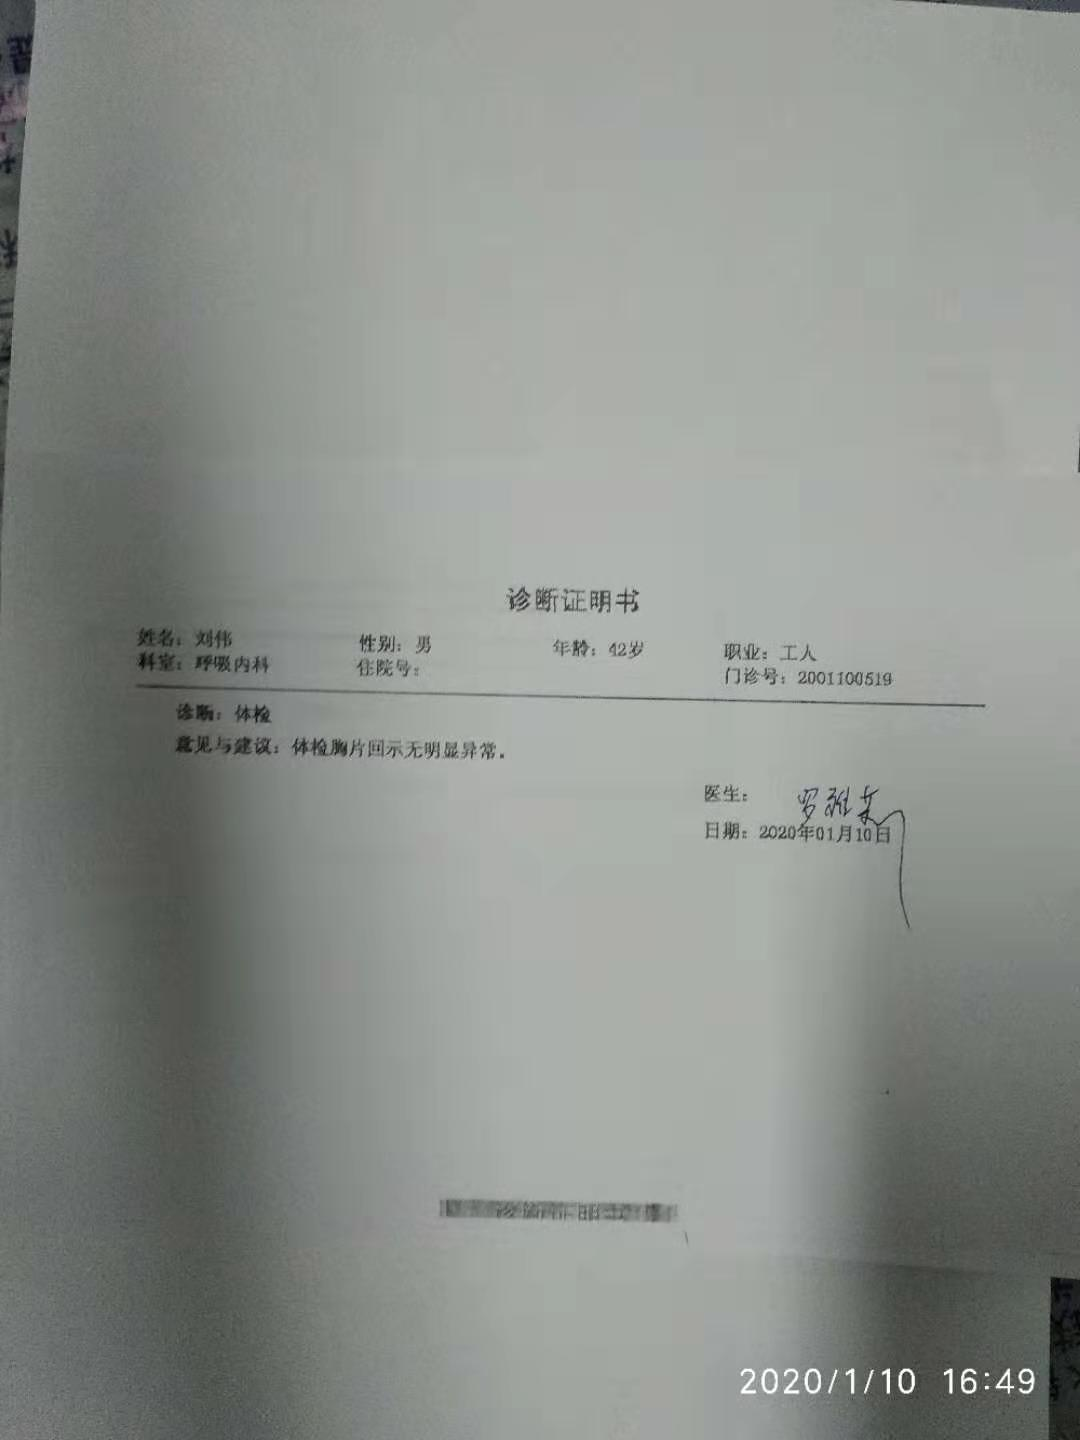 诊断证明书
姓名：刘伟 性别：男 年龄：42岁 职业：工人
科室：呼吸内科 住院号： 门诊号：2001100519
诊断：体检
意见与建议：体检胸片回示无明显异常。
医生：
日期：2020年01月10日
2020/1/10 16:49